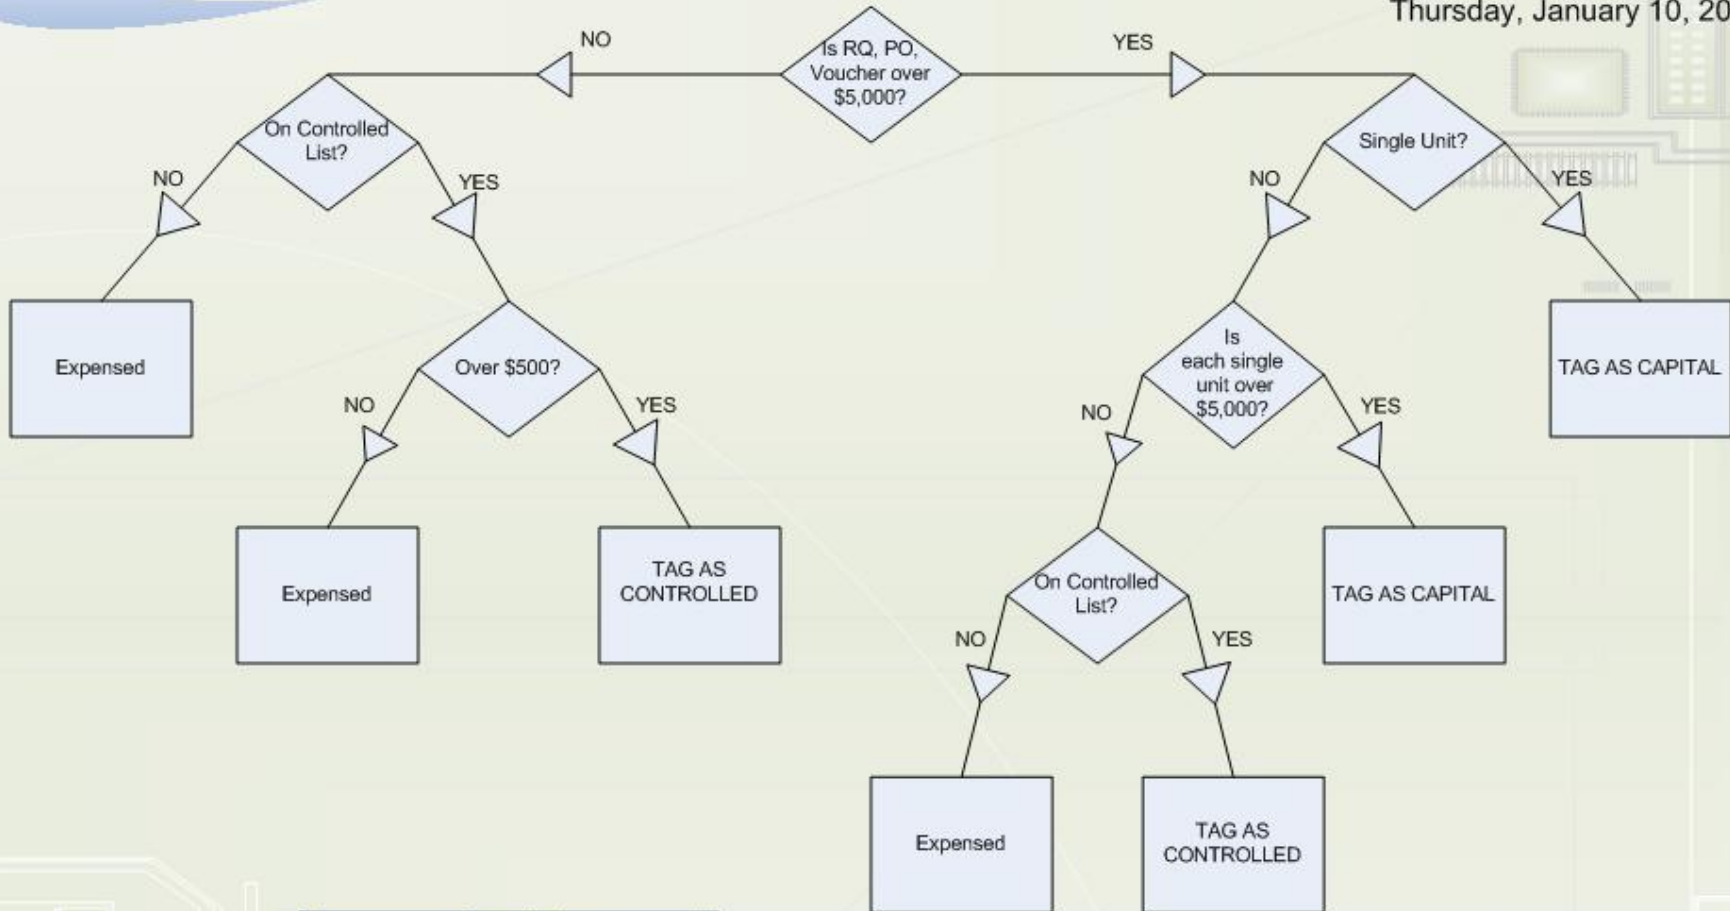 Thursday, January 10, 20
NO
Is RQ, PO,
Voucher over
$5,000?
YES
On Controlled
List?
Single Unit?
NO
YES
NO
YES
Expensed
Over $500?
Is
each single
unit over
$5,000?
TAG AS CAPITAL
NO
YES
NO
YES
Expensed
TAG AS
CONTROLLED
On Controlled
List?
TAG AS CAPITAL
NO
YES
Expensed
TAG AS
CONTROLLED